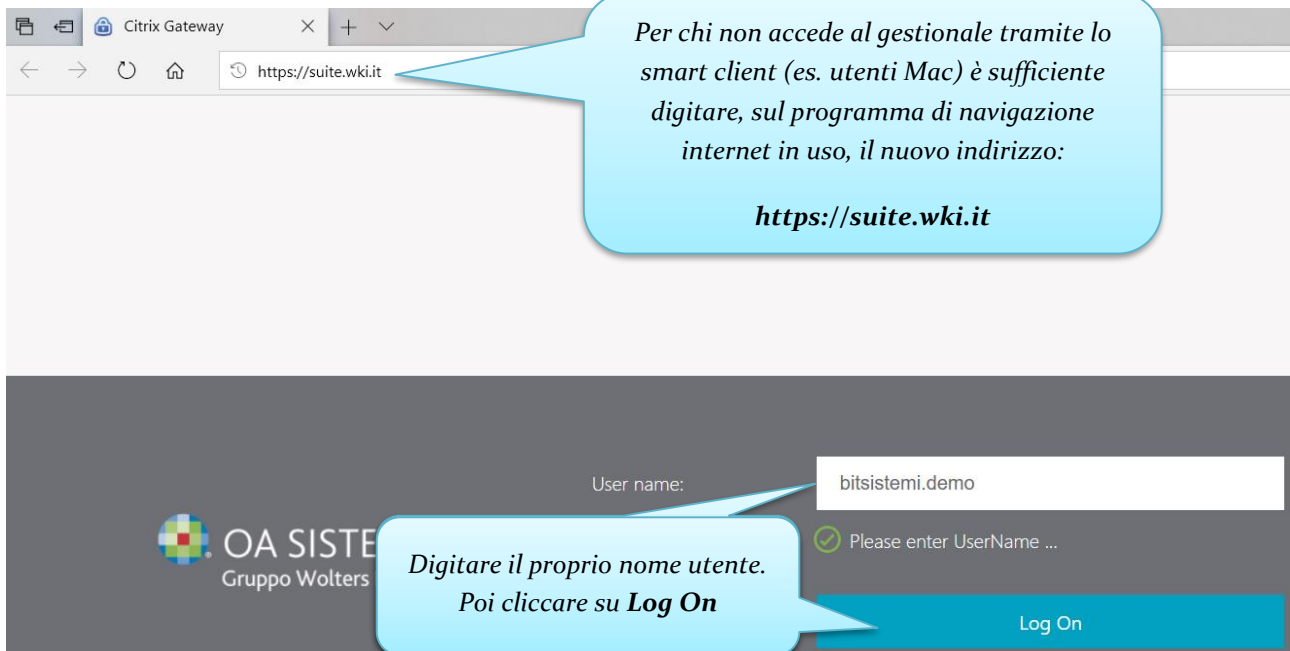 Citrix Gateway
https://suite.wki.it
Per chi non accede al gestionale tramite lo
smart client (es. utenti Mac) è sufficiente
digitare, sul programma di navigazione
internet in uso, il nuovo indirizzo:
https://suite.wki.it
User name:
bitsistemi.demo
Please enter UserName ...
OA SISTE
Gruppo Wolters
Digitare il proprio nome utente.
Poi cliccare su Log On
Log On